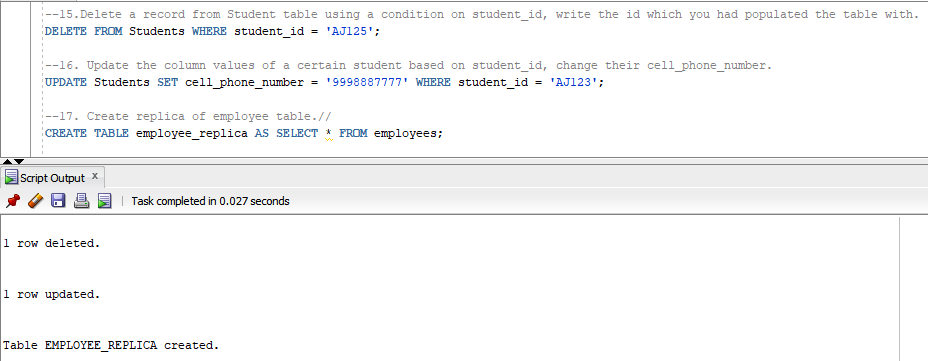 --15.Delete a record from Student table using a condition on student_id, write the id which you had populated the table with.
DELETE FROM Students WHERE student_id = 'AJ125';
--16. Update the column values of a certain student based on student_id, change their cell_phone_number.
UPDATE Students SET cell_phone_number = '9998887777' WHERE student_id = 'AJ123';
--17. Create replica of employee table.//
CREATE TABLE employee_replica AS SELECT * FROM employees;
Script Output x
Task completed in 0.027 seconds
1 row deleted.
1 row updated.
Table EMPLOYEE_REPLICA created.